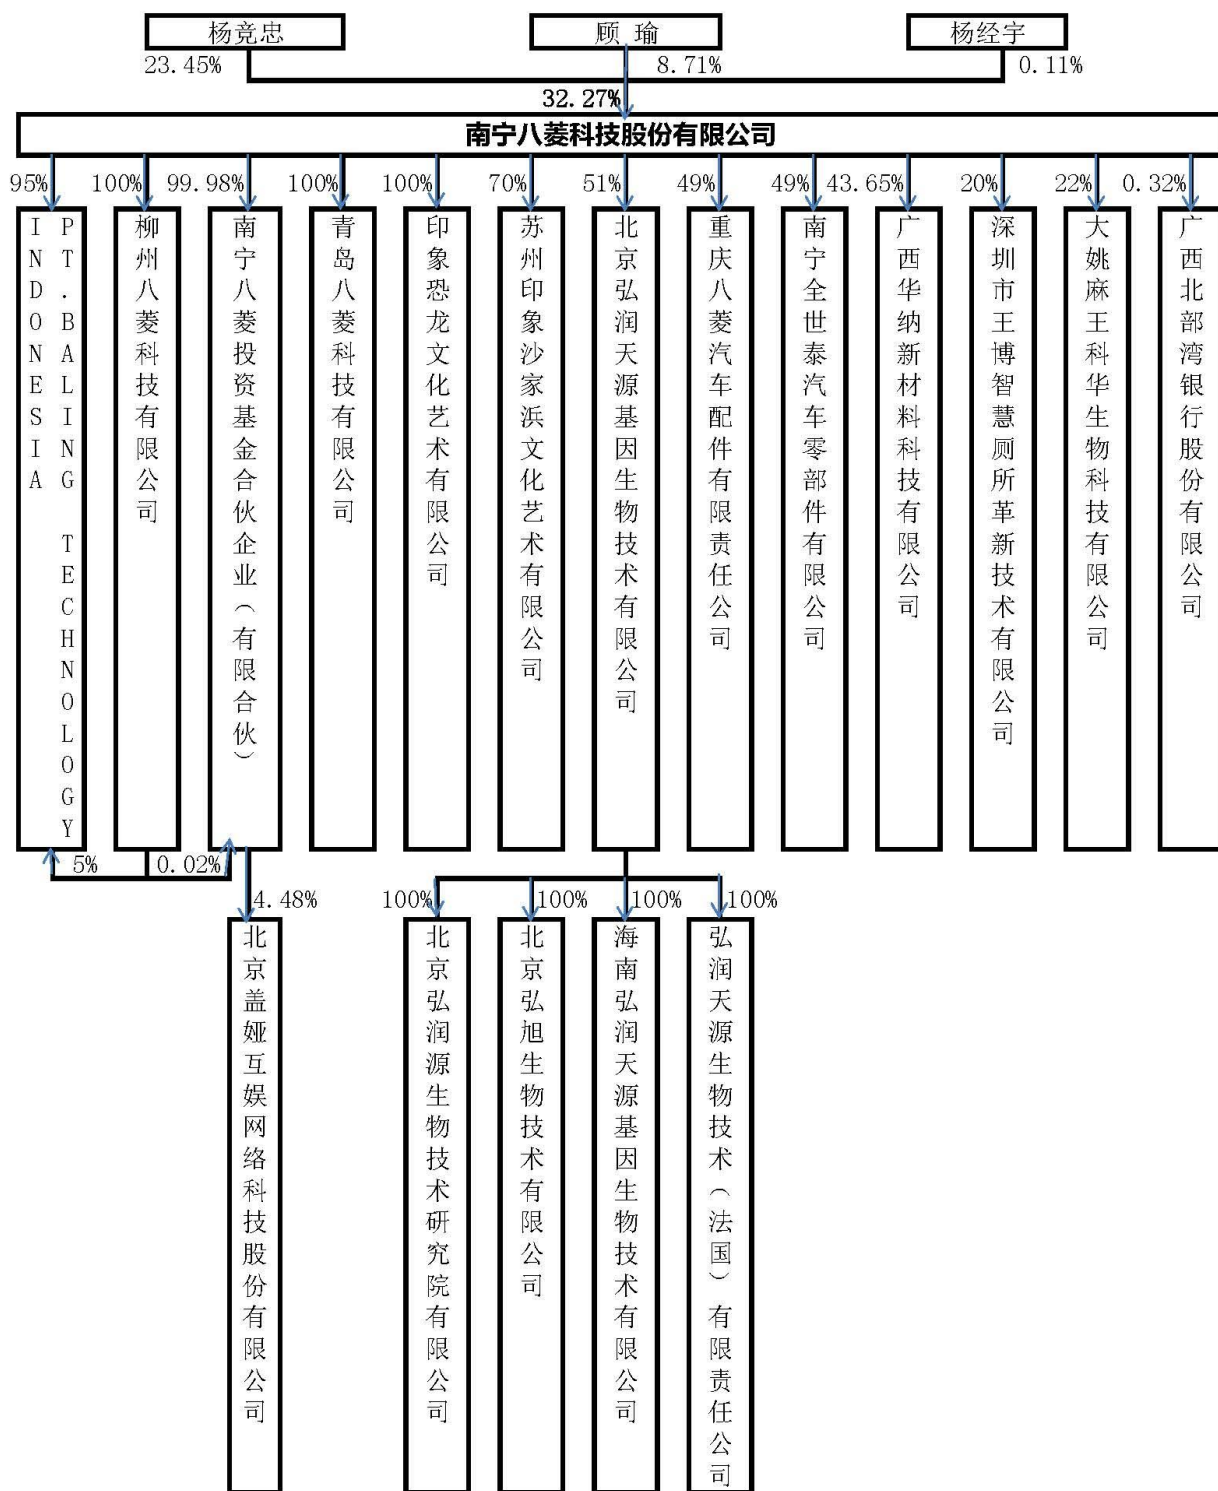 杨竞忠
顾 瑜
杨经宇
23.45%
8.71%
0.11%
32.27%
南宁八菱科技股份有限公司
95%
100%
99.98%
100%
100%
70%
51%
49%
49%
43.65%
20%
22%
0.32%
PT.BALING TECHNOLOGY
INDONESIA
柳州八菱科技有限公司
南宁八菱投资基金合伙企业（有限合伙）
青岛八菱科技有限公司
印象恐龙文化艺术有限公司
苏州印象沙家浜文化艺术有限公司
北京弘润天源基因生物技术有限公司
重庆八菱汽车配件有限责任公司
南宁全世泰汽车零部件有限公司
广西华纳新材料科技有限公司
深圳市王博智慧厕所革新技术有限公司
大姚麻王科华生物科技有限公司
广西北部湾银行股份有限公司
5%
0.02%
4.48%
100%
100%
100%
100%
北京盖娅互娱网络科技股份有限公司
北京弘润源生物技术研究院有限公司
北京弘旭生物技术有限公司
海南弘润天源基因生物技术有限公司
弘润天源生物技术（法国）有限责任公司